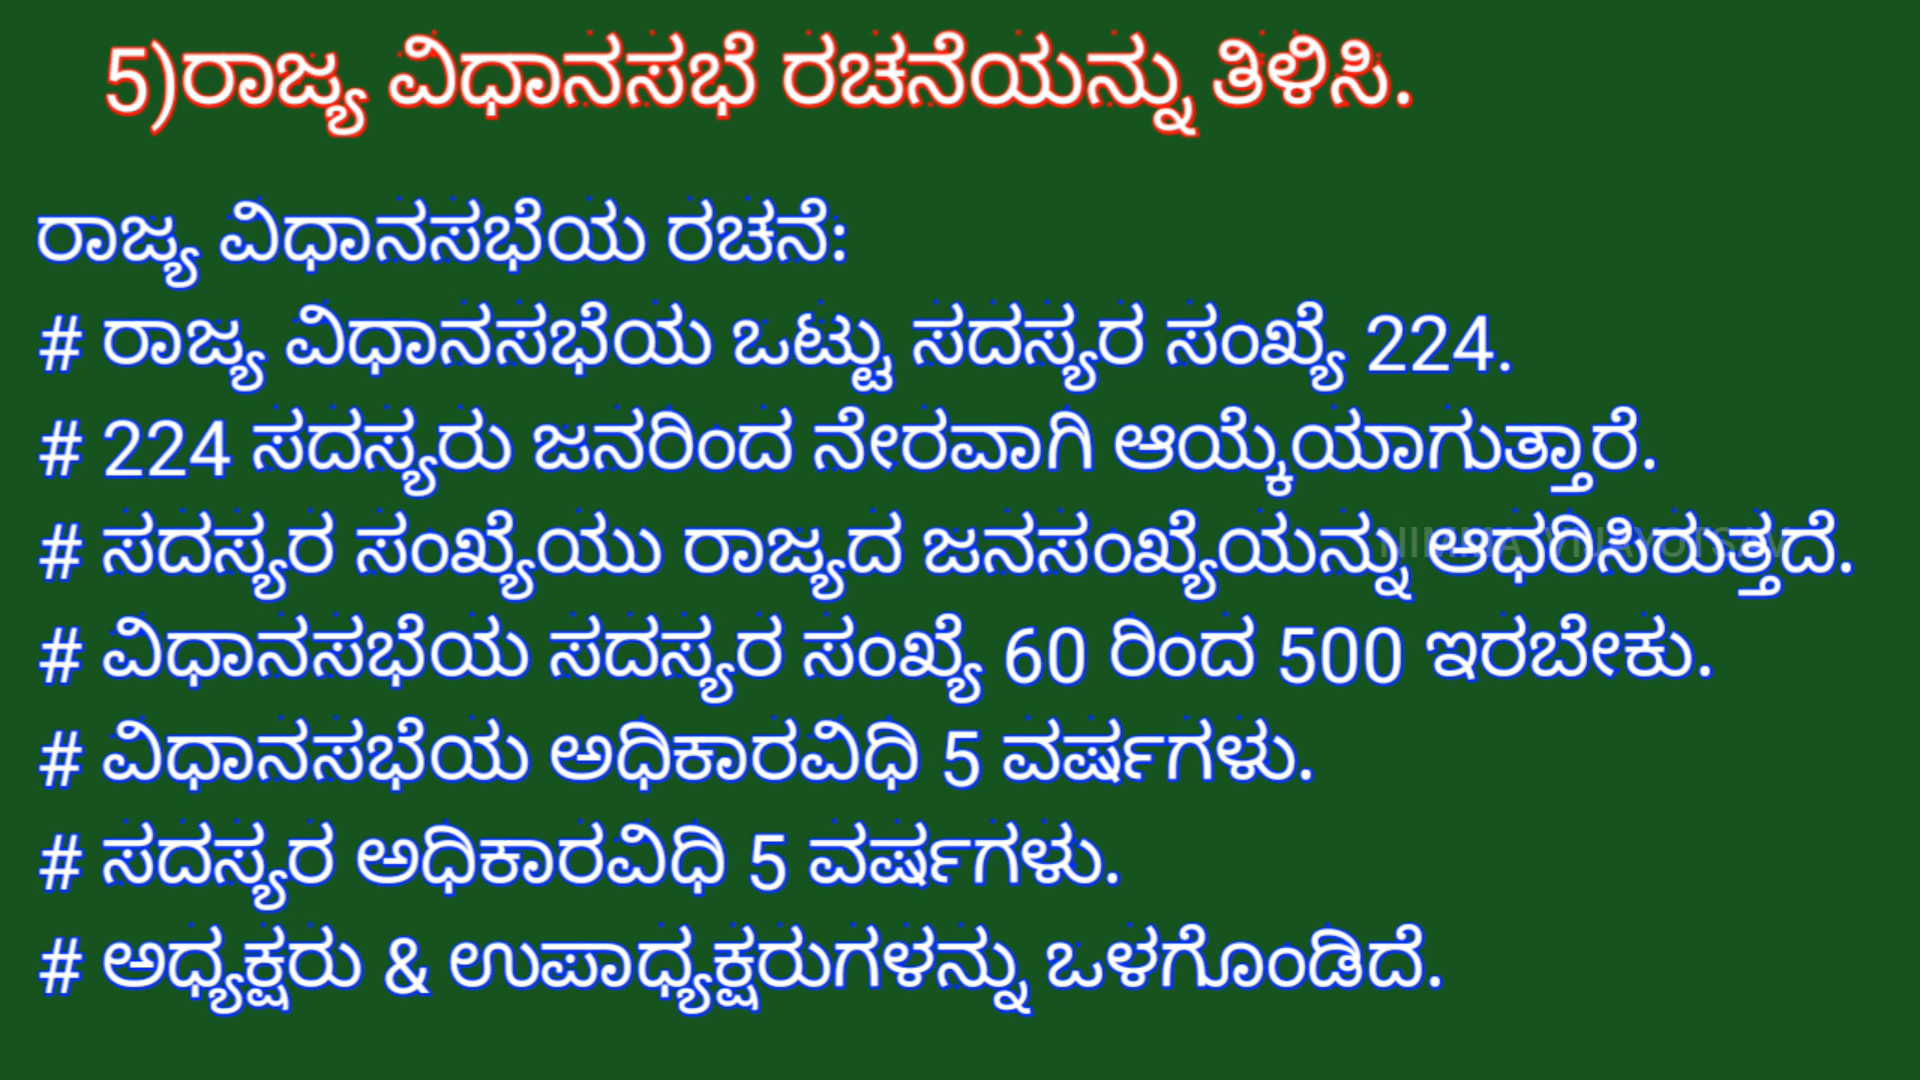 5)ರಾಜ್ಯ ವಿಧಾನಸಭೆ ರಚನೆಯನ್ನು ತಿಳಿಸಿ.
ರಾಜ್ಯ ವಿಧಾನಸಭೆಯ ರಚನೆ:
# ರಾಜ್ಯ ವಿಧಾನಸಭೆಯ ಒಟ್ಟು ಸದಸ್ಯರ ಸಂಖ್ಯೆ 224.
# 224 ಸದಸ್ಯರು ಜನರಿಂದ ನೇರವಾಗಿ ಆಯ್ಕೆಯಾಗುತ್ತಾರೆ.
# ಸದಸ್ಯರ ಸಂಖ್ಯೆಯು ರಾಜ್ಯದ ಜನಸಂಖ್ಯೆಯನ್ನು ಆಧರಿಸಿರುತ್ತದೆ.
NIMMA VIJAYOTSAV
# ವಿಧಾನಸಭೆಯ ಸದಸ್ಯರ ಸಂಖ್ಯೆ 60 ರಿಂದ 500 ಇರಬೇಕು.
# ವಿಧಾನಸಭೆಯ ಅಧಿಕಾರವಿಧಿ 5 ವರ್ಷಗಳು.
# ಸದಸ್ಯರ ಅಧಿಕಾರವಿಧಿ 5 ವರ್ಷಗಳು.
# ಅಧ್ಯಕ್ಷರು & ಉಪಾಧ್ಯಕ್ಷರುಗಳನ್ನು ಒಳಗೊಂಡಿದೆ.